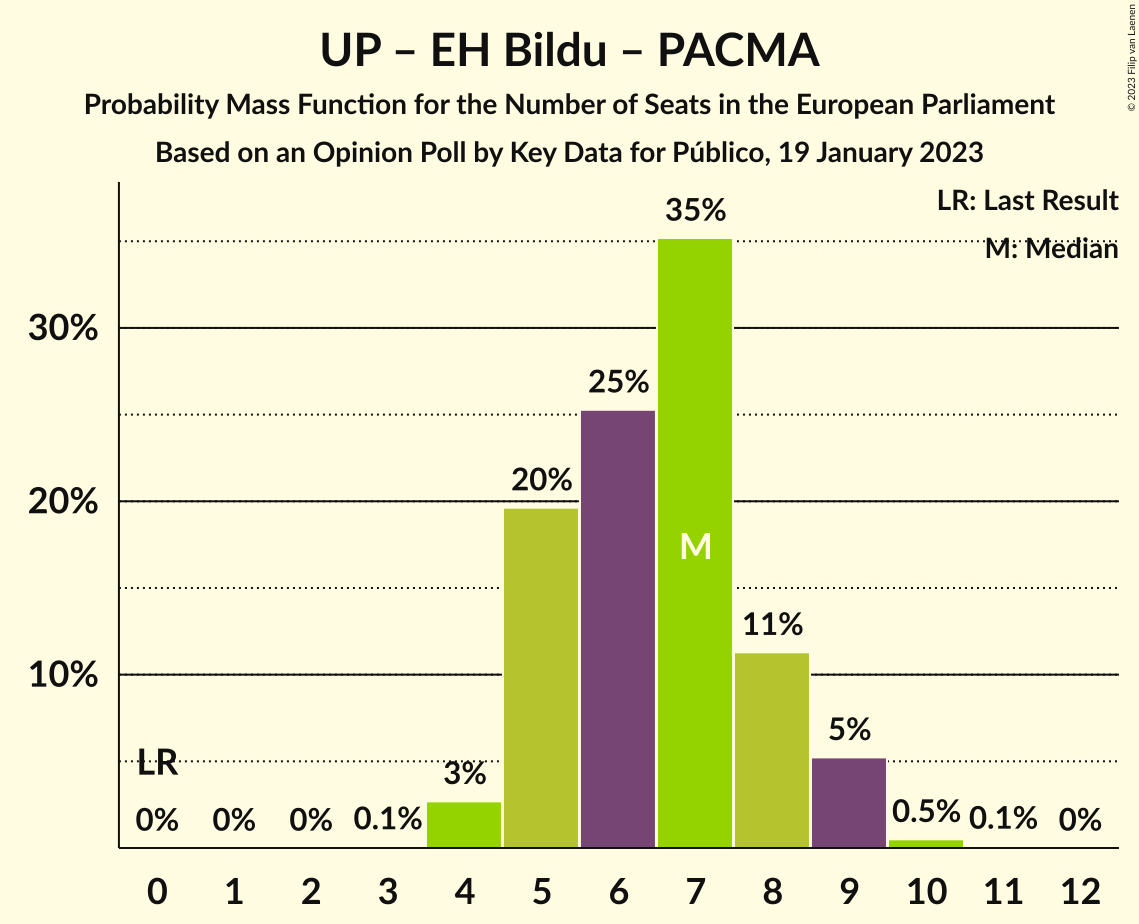 UP – EH Bildu – PACMA
Probability Mass Function for the Number of Seats in the European Parliament
Based on an Opinion Poll by Key Data for Público, 19 January 2023
© 2023 Filip van Laenen
LR: Last Result
M: Median
35%
30%
25%
20%
20%
M
11%
10%
5%
LR
3%
0%
0%
0%
0.1%
0.5%
0.1%
0%
0 1 2 3 4 5 6 7 8 9 10 11 12